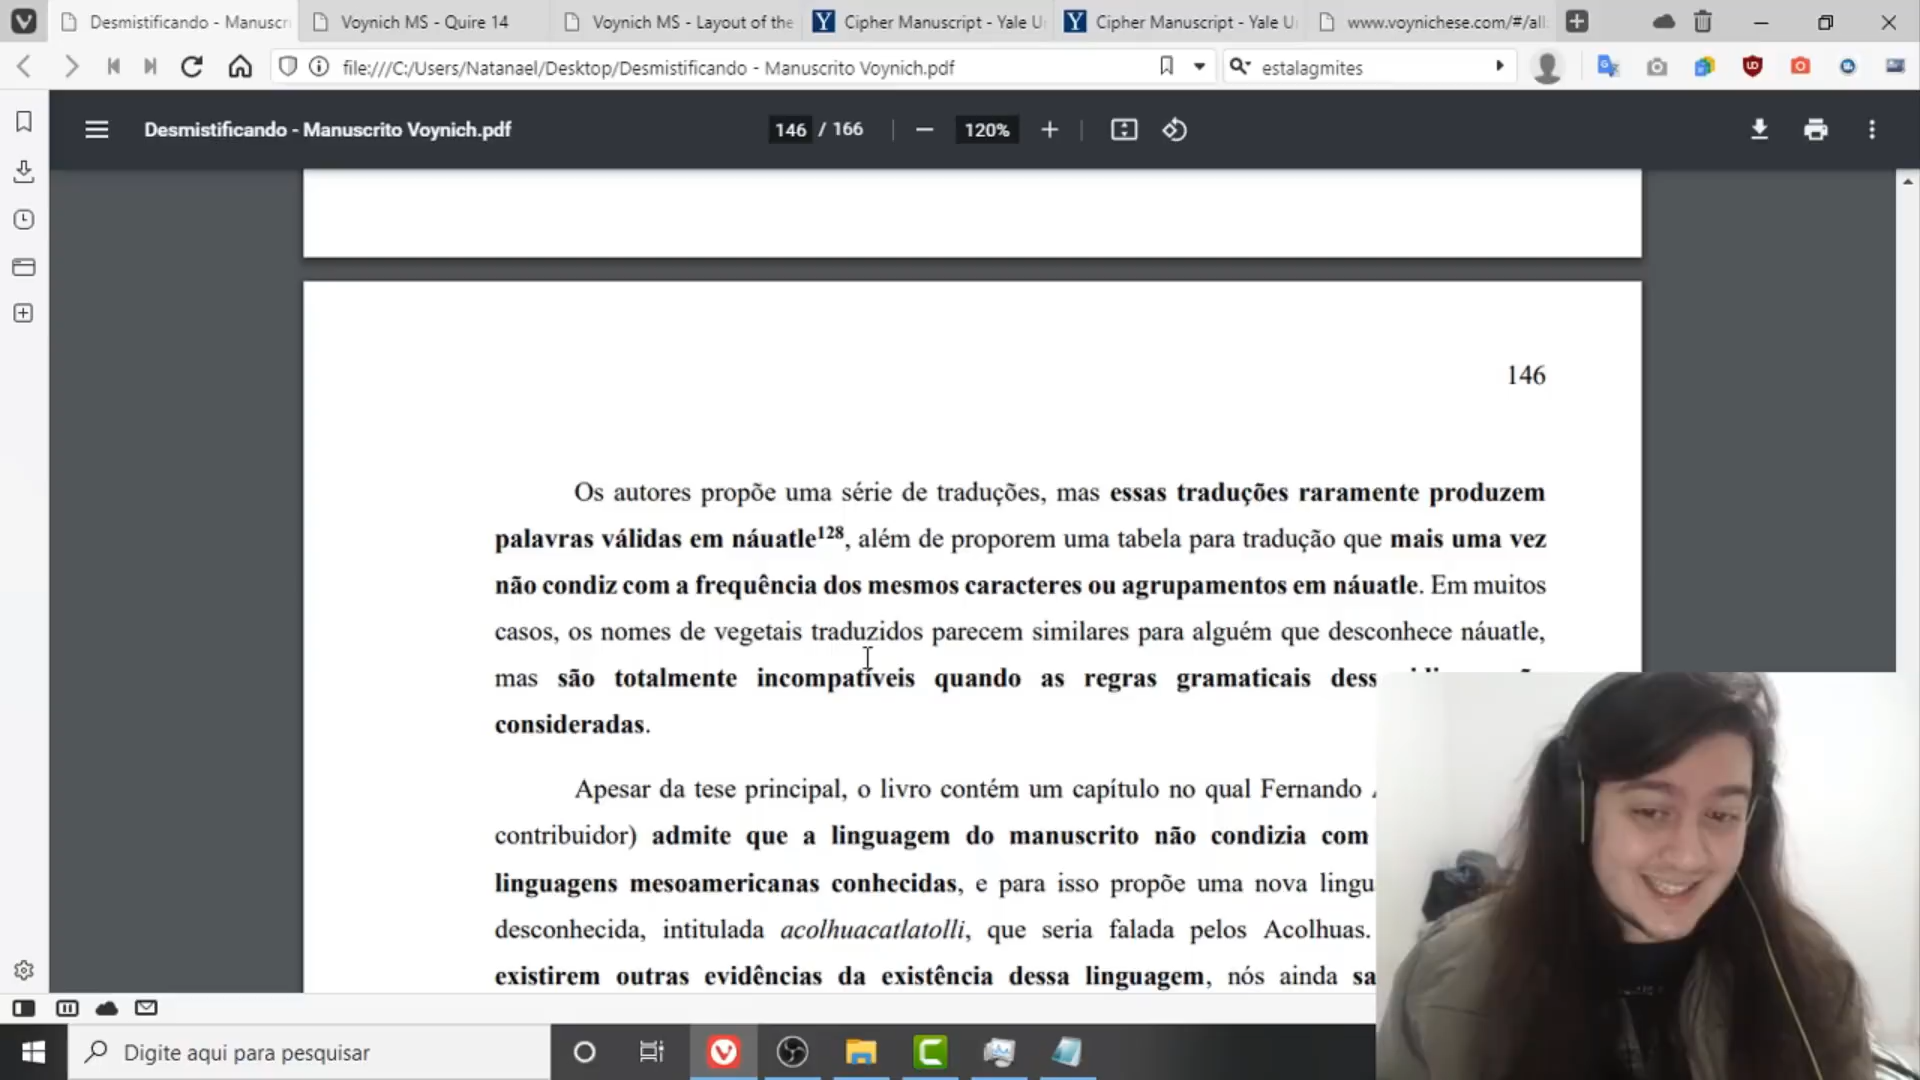 Desmistificando - Manuscri
Voynich MS - Quire 14
Voynich MS - Layout of the
Cipher Manuscript - Yale U
Cipher Manuscript - Yale U
www.voynichese.com/#/all
file:///C:/Users/Natanael/Desktop/Desmistificando - Manuscrito Voynich.pdf
estalagmites
Desmistificando - Manuscrito Voynich.pdf
146 / 166
120%
146
Os autores propõe uma série de traduções, mas essas traduções raramente produzem
palavras válidas em náuatle128, além de proporem uma tabela para tradução que mais uma vez
não condiz com a frequência dos mesmos caracteres ou agrupamentos em náuatle. Em muitos
casos, os nomes de vegetais traduzidos parecem similares para alguém que desconhece náuatle,
mas são totalmente incompatíveis quando as regras gramaticais dess
consideradas.
Apesar da tese principal, o livro contém um capítulo no qual Fernando
contribuidor) admite que a linguagem do manuscrito não condizia com
linguagens mesoamericanas conhecidas, e para isso propõe uma nova lingu
desconhecida, intitulada acolhuacatlatolli, que seria falada pelos Acolhuas.
existirem outras evidências da existência dessa linguagem, nós ainda sa
Digite aqui para pesquisar